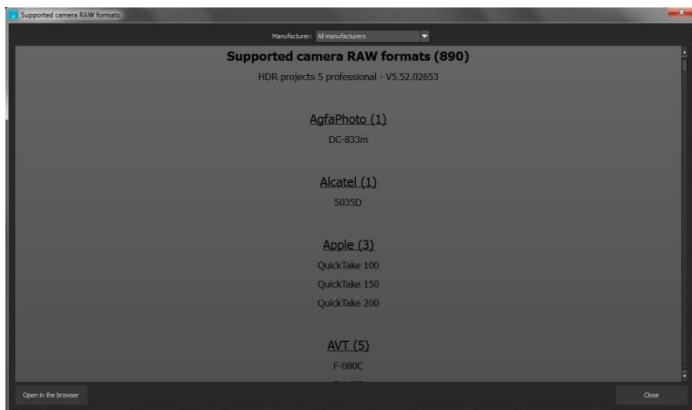 Supported camera RAW formats
Manufacturer: All manufacturers
Supported camera RAW formats (890)
HDR projects 5 professional - V5.52.02653
AgfaPhoto (1)
DC-833m
Alcatel (1)
5035D
Apple (3)
QuickTake 100
QuickTake 150
QuickTake 200
AVT (5)
F-080C
Open in the browser
Close